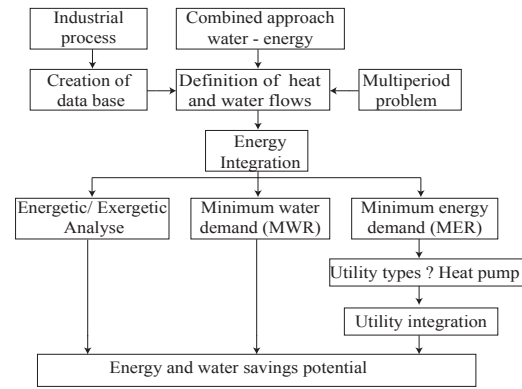 Industrial
process
Combined approach
water - energy
Creation of
data base
Definition of heat
and water flows
Multiperiod
problem
Energy
Integration
Energetic/ Exergetic
Analyse
Minimum water
demand (MWR)
Minimum energy
demand (MER)
Utility types ? Heat pump
Utility integration
Energy and water savings potential